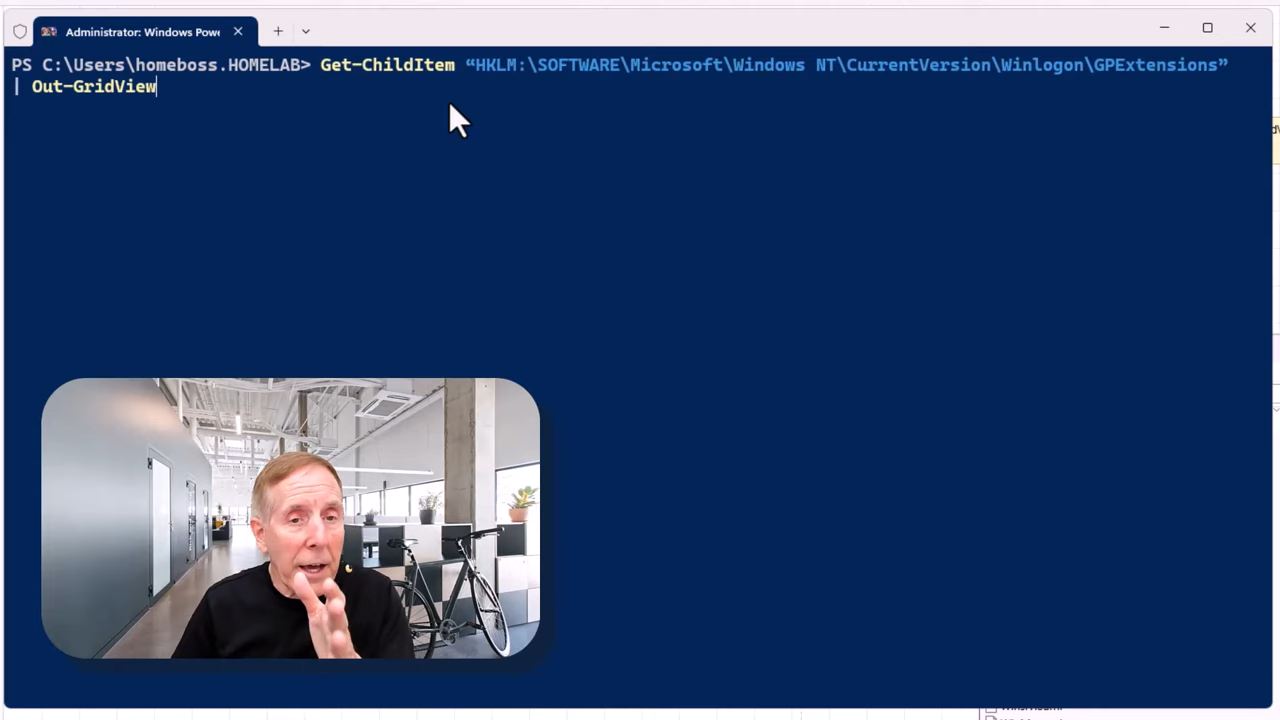 Administrator: Windows Powe
PS C:\Users\homeboss.HOMELAB> Get-ChildItem “HKLM:\SOFTWARE\Microsoft\Windows NT\CurrentVersion\Winlogon\GPExtensions”
| Out-GridView